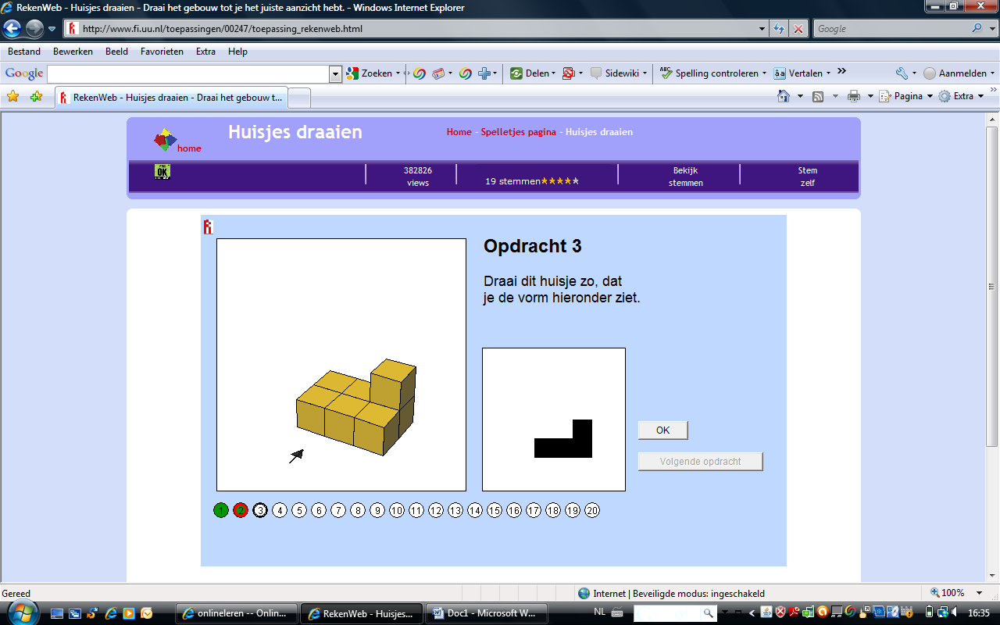 RekenWeb - Huisjes draaien - Draai het gebouw tot je het juiste aanzicht hebt. - Windows Internet Explorer
http://www.fi.uu.nl/toepassingen/00247/toepassing_rekenweb.html
Google
Bestand Bewerken Beeld Favorieten Extra Help
Google Zoeken Delen Sidewiki ABC Spelling controleren Vertalen Aanmelden
RekenWeb - Huisjes draaien - Draai het gebouw t... Pagina Extra
home Huisjes draaien Home - Spelletjes pagina - Huisjes draaien
OK 382826 views 19 stemmen Bekijk stemmen Stem zelf
Opdracht 3
Draai dit huisje zo, dat
je de vorm hieronder ziet.
OK
Volgende opdracht
1 2 3 4 5 6 7 8 9 10 11 12 13 14 15 16 17 18 19 20
Gereed Internet | Beveiligde modus: ingeschakeld 100%
onlineleren -- Onlin... RekenWeb - Huisjes... Doc1 - Microsoft W... NL 16:35